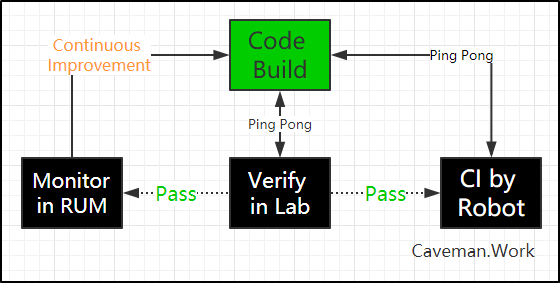 Continuous
Improvement
Code
Build
Ping Pong
Ping Pong
Monitor
in RUM
Pass
Verify
in Lab
Pass
CI by
Robot
Caveman.Work